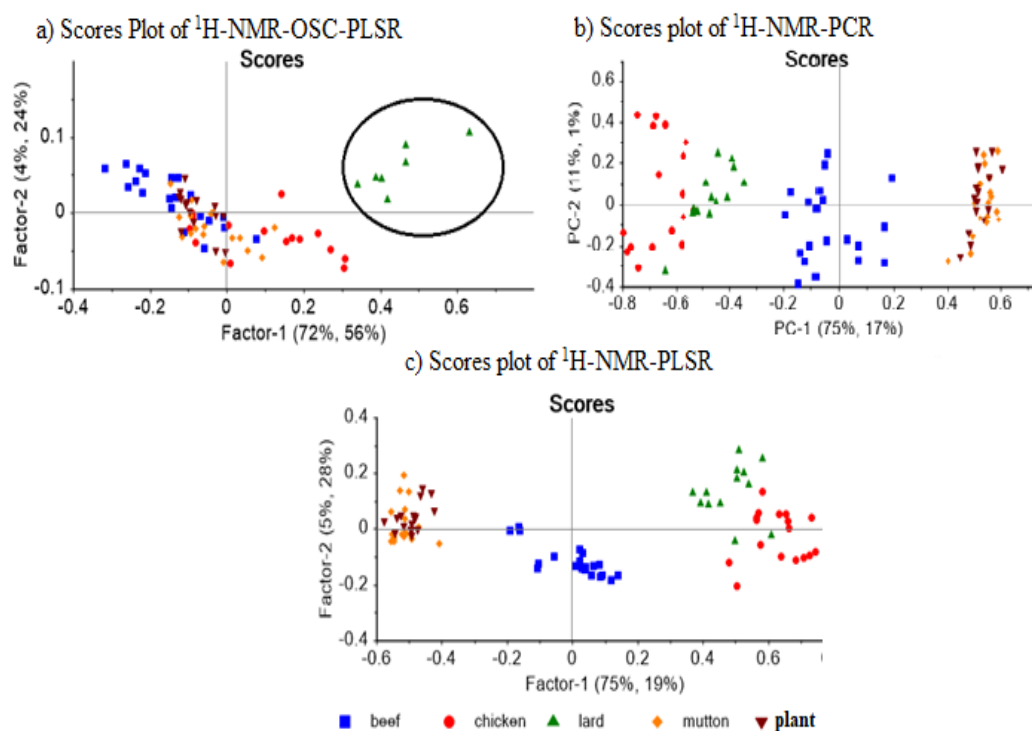 a) Scores Plot of ¹H-NMR-OSC-PLSR
Scores
Factor-2 (4%, 24%)
0.1
0
-0.1
-0.4 -0.2 0 0.2 0.4 0.6
Factor-1 (72%, 56%)
b) Scores plot of ¹H-NMR-PCR
Scores
PC-2 (11%, 1%)
0.6
0.4
0.2
0
-0.2
-0.4
-0.8 -0.6 -0.4 -0.2 0 0.2 0.4 0.6
PC-1 (75%, 17%)
c) Scores plot of ¹H-NMR-PLSR
Scores
Factor-2 (5%, 28%)
0.4
0.2
0
-0.2
-0.4
-0.6 -0.4 -0.2 0 0.2 0.4 0.6
Factor-1 (75%, 19%)
beef chicken lard mutton plant